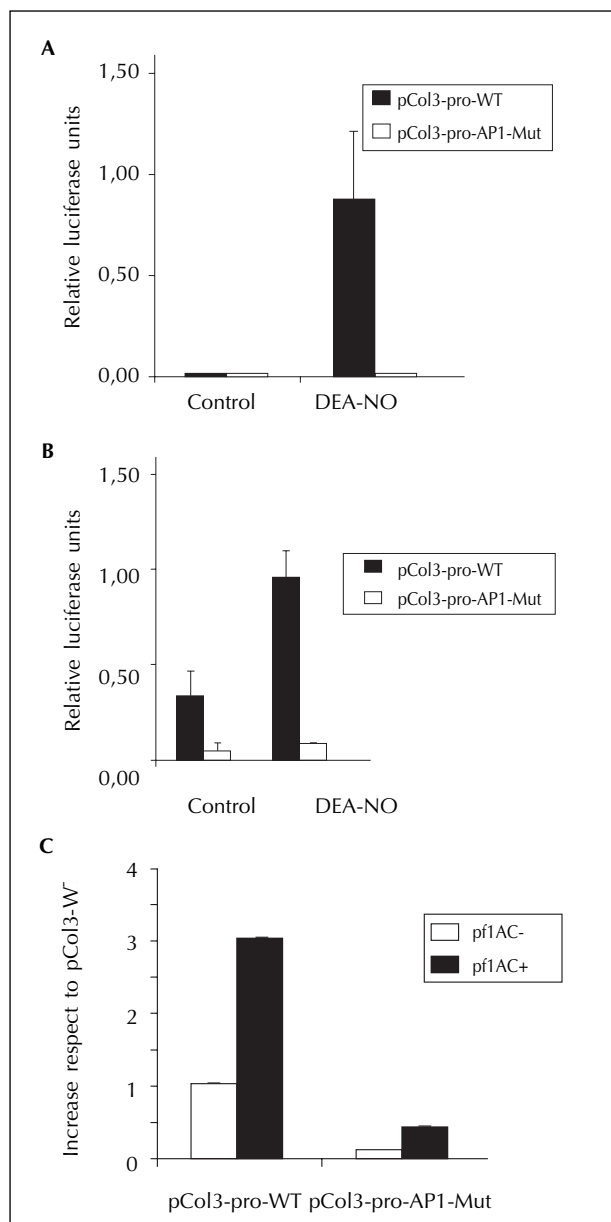 A
1,50
pCol3-pro-WT
pCol3-pro-AP1-Mut
1,00
Relative luciferase units
0,50
0,00
Control DEA-NO
B
1,50
Relative luciferase units
1,00
pCol3-pro-WT
pCol3-pro-AP1-Mut
0,50
0,00
Control DEA-NO
C
4
Increase respect to pCol3-W
pf1AC-
3
pf1AC+
2
1
0
pCol3-pro-WT pCol3-pro-AP1-Mut